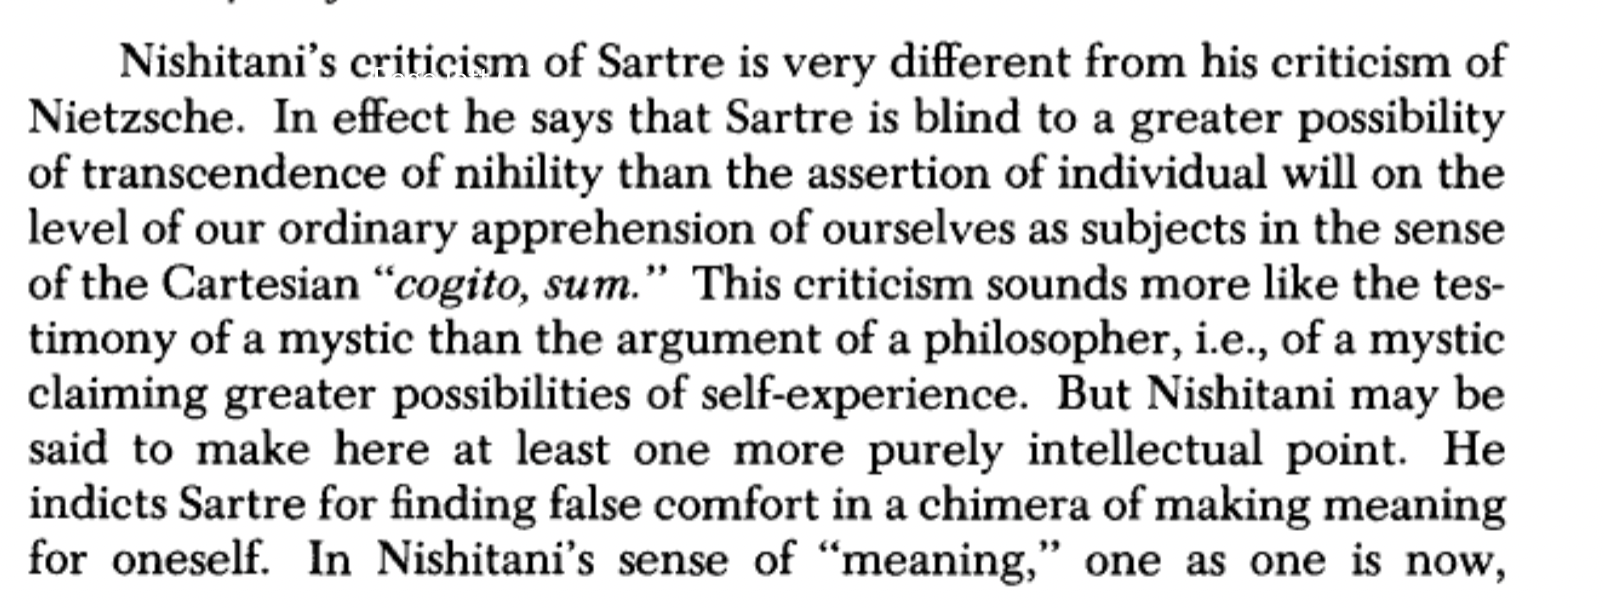 Nishitani's criticism of Sartre is very different from his criticism of
Nietzsche. In effect he says that Sartre is blind to a greater possibility
of transcendence of nihility than the assertion of individual will on the
level of our ordinary apprehension of ourselves as subjects in the sense
of the Cartesian “cogito, sum.” This criticism sounds more like the tes-
timony of a mystic than the argument of a philosopher, i.e., of a mystic
claiming greater possibilities of self-experience. But Nishitani may be
said to make here at least one more purely intellectual point. He
indicts Sartre for finding false comfort in a chimera of making meaning
for oneself. In Nishitani's sense of “meaning,” one as one is now,